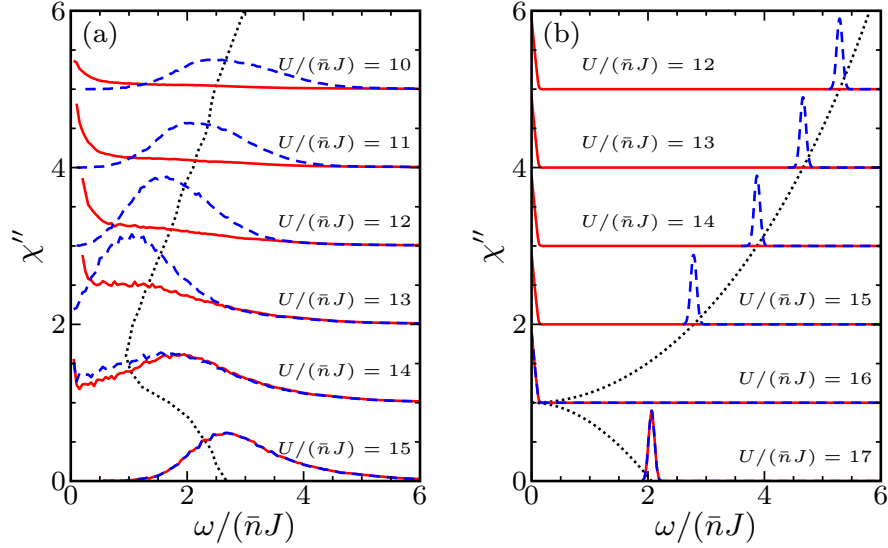 (a)
U/(n̄J) = 10
U/(n̄J) = 11
U/(n̄J) = 12
U/(n̄J) = 13
U/(n̄J) = 14
U/(n̄J) = 15
6
4
2
0
χ′′
0 2 4 6
ω/(n̄J)
(b)
U/(n̄J) = 12
U/(n̄J) = 13
U/(n̄J) = 14
U/(n̄J) = 15
U/(n̄J) = 16
U/(n̄J) = 17
6
4
2
0
χ′′
0 2 4 6
ω/(n̄J)